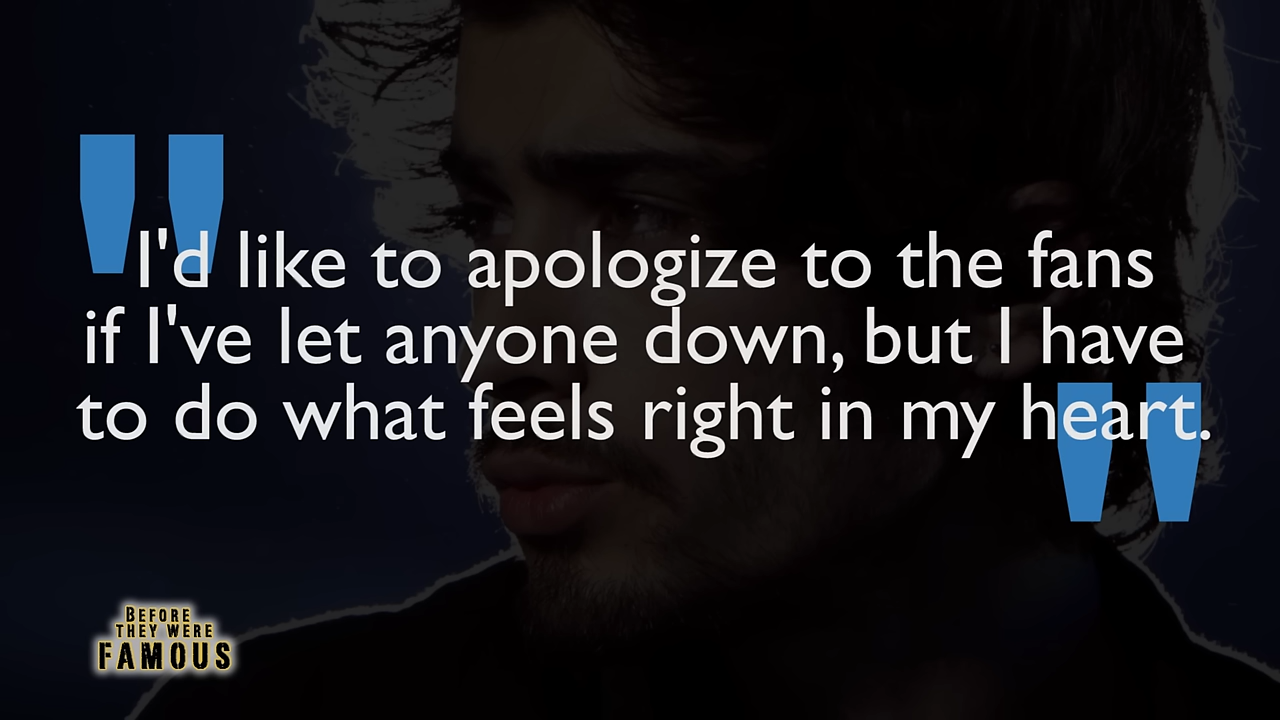 "I'd like to apologize to the fans
if I've let anyone down, but I have
to do what feels right in my heart."
BEFORE
THEY WERE
FAMOUS